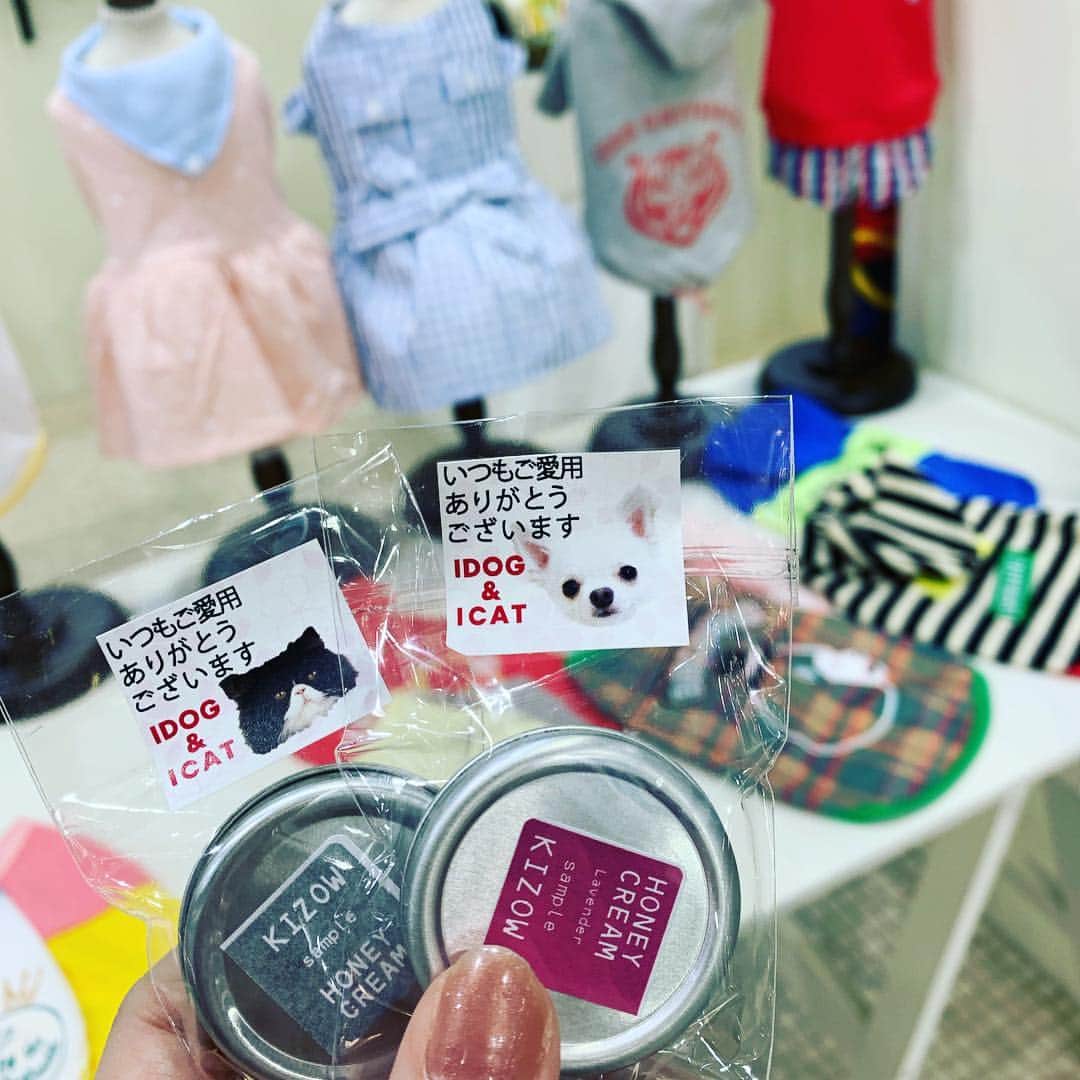 いつもご愛用
ありがとう
ございます
IDOG
&
ICAT
いつもご愛用
ありがとう
ございます
IDOG
&
ICAT
KIZOW
sample
HONEY
CREAM
HONEY
CREAM
Lavender
sample
KIZOW